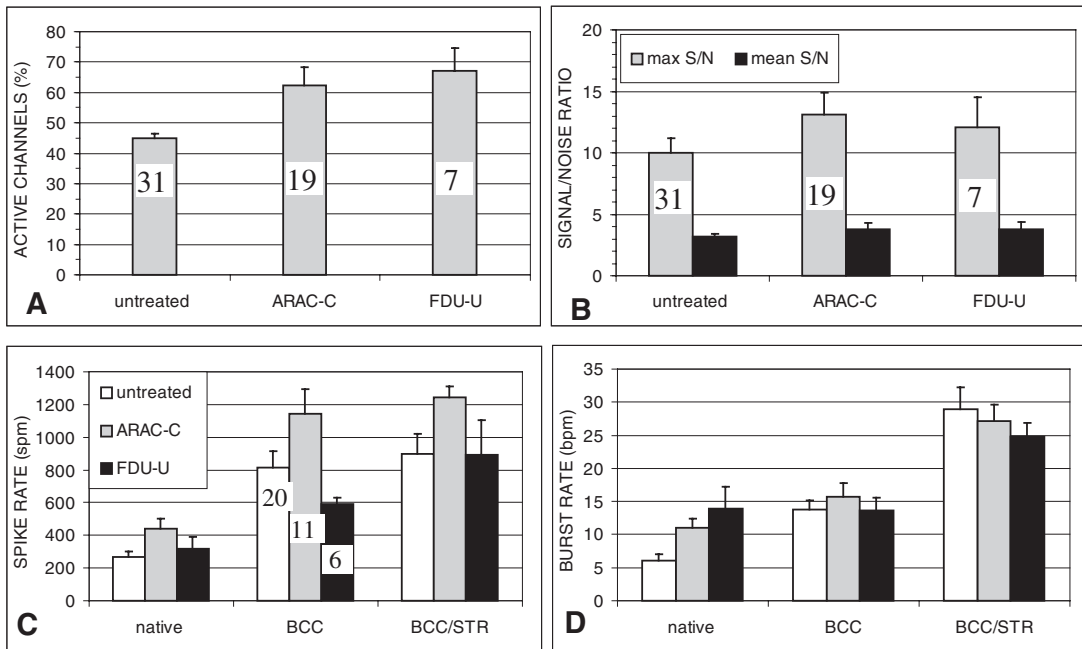 ACTIVE CHANNELS (%)
80
70
60
50
40
30
20
10
0
31
19
7
untreated
ARAC-C
FDU-U
A
SIGNAL/NOISE RATIO
20
15
10
5
0
max S/N
mean S/N
31
19
7
untreated
ARAC-C
FDU-U
B
SPIKE RATE (spm)
1400
1200
1000
800
600
400
200
0
untreated
ARAC-C
FDU-U
20
11
6
native
BCC
BCC/STR
C
BURST RATE (bpm)
35
30
25
20
15
10
5
0
native
BCC
BCC/STR
D